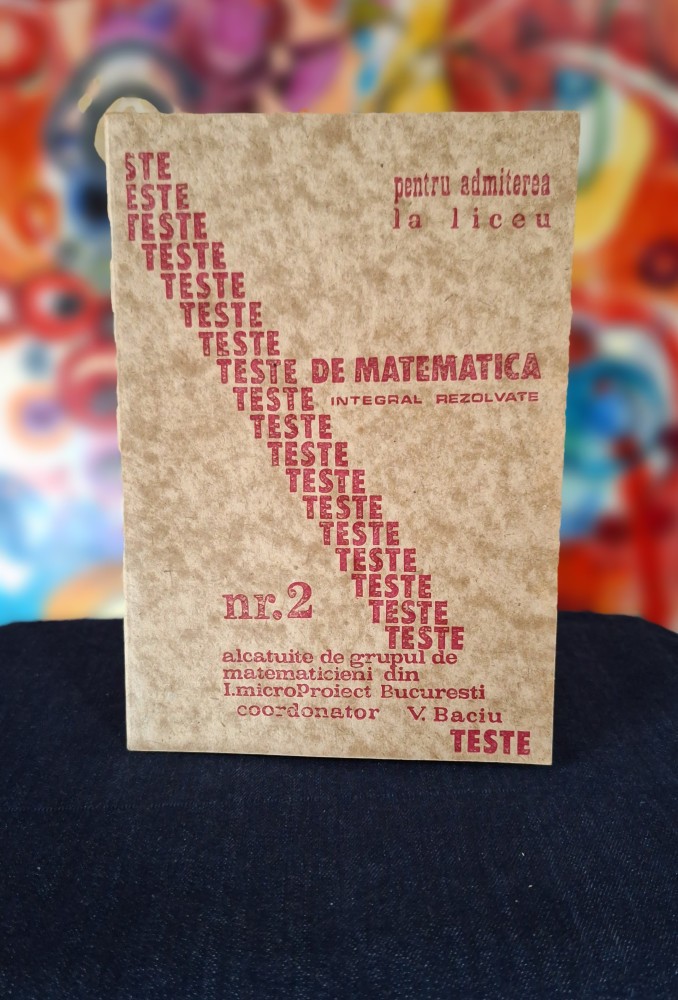 STE
ESTE
TESTE
TESTE
TESTE
TESTE
TESTE
TESTE DE MATEMATICA
TESTE INTEGRAL REZOLVATE
TESTE
TESTE
TESTE
TESTE
TESTE
TESTE
TESTE
TESTE
TESTE
pentru admiterea
la liceu
nr.2
alcatuite de grupul de
matematicieni din
I.microProiect Bucuresti
coordonator V. Baciu
TESTE